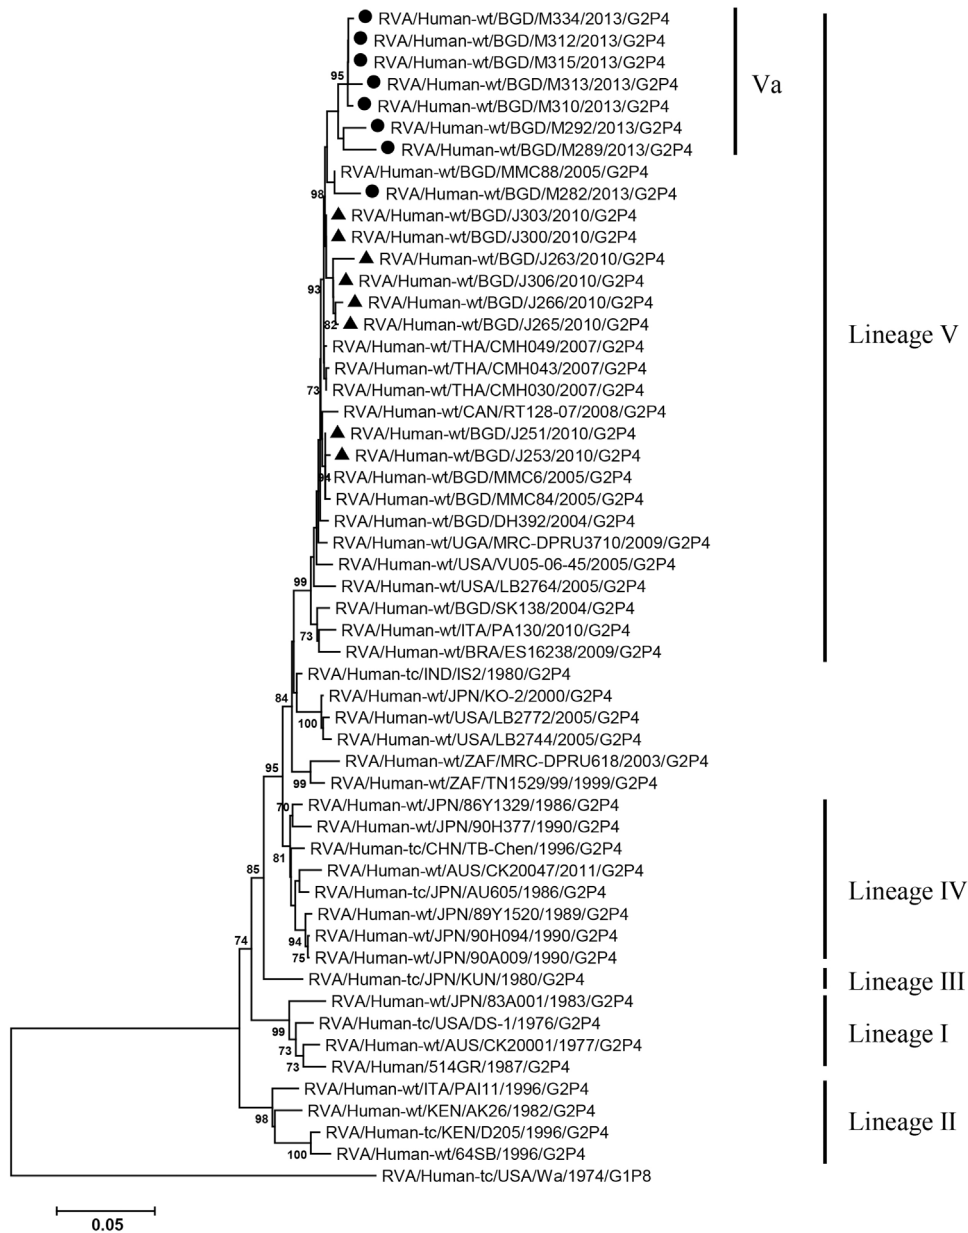 RVA/Human-wt/BGD/M334/2013/G2P4
RVA/Human-wt/BGD/M312/2013/G2P4
RVA/Human-wt/BGD/M315/2013/G2P4
95
RVA/Human-wt/BGD/M313/2013/G2P4
Va
RVA/Human-wt/BGD/M310/2013/G2P4
RVA/Human-wt/BGD/M292/2013/G2P4
RVA/Human-wt/BGD/M289/2013/G2P4
RVA/Human-wt/BGD/MMC88/2005/G2P4
98
RVA/Human-wt/BGD/M282/2013/G2P4
RVA/Human-wt/BGD/J303/2010/G2P4
RVA/Human-wt/BGD/J300/2010/G2P4
RVA/Human-wt/BGD/J263/2010/G2P4
93
RVA/Human-wt/BGD/J306/2010/G2P4
RVA/Human-wt/BGD/J266/2010/G2P4
82
RVA/Human-wt/BGD/J265/2010/G2P4
Lineage V
RVA/Human-wt/THA/CMH049/2007/G2P4
RVA/Human-wt/THA/CMH043/2007/G2P4
73
RVA/Human-wt/THA/CMH030/2007/G2P4
RVA/Human-wt/CAN/RT128-07/2008/G2P4
RVA/Human-wt/BGD/J251/2010/G2P4
RVA/Human-wt/BGD/J253/2010/G2P4
94
RVA/Human-wt/BGD/MMC6/2005/G2P4
RVA/Human-wt/BGD/MMC84/2005/G2P4
RVA/Human-wt/BGD/DH392/2004/G2P4
RVA/Human-wt/UGA/MRC-DPRU3710/2009/G2P4
RVA/Human-wt/USA/VU05-06-45/2005/G2P4
99
RVA/Human-wt/USA/LB2764/2005/G2P4
RVA/Human-wt/BGD/SK138/2004/G2P4
73
RVA/Human-wt/ITA/PA130/2010/G2P4
RVA/Human-wt/BRA/ES16238/2009/G2P4
RVA/Human-tc/IND/IS2/1980/G2P4
84
RVA/Human-wt/JPN/KO-2/2000/G2P4
100
RVA/Human-wt/USA/LB2772/2005/G2P4
RVA/Human-wt/USA/LB2744/2005/G2P4
95
RVA/Human-wt/ZAF/MRC-DPRU618/2003/G2P4
99
RVA/Human-wt/ZAF/TN1529/99/1999/G2P4
70
RVA/Human-wt/JPN/86Y1329/1986/G2P4
RVA/Human-wt/JPN/90H377/1990/G2P4
81
RVA/Human-tc/CHN/TB-Chen/1996/G2P4
85
RVA/Human-wt/AUS/CK20047/2011/G2P4
RVA/Human-tc/JPN/AU605/1986/G2P4
Lineage IV
RVA/Human-wt/JPN/89Y1520/1989/G2P4
74
94
RVA/Human-wt/JPN/90H094/1990/G2P4
75
RVA/Human-wt/JPN/90A009/1990/G2P4
RVA/Human-tc/JPN/KUN/1980/G2P4
Lineage III
RVA/Human-wt/JPN/83A001/1983/G2P4
99
RVA/Human-tc/USA/DS-1/1976/G2P4
Lineage I
73
RVA/Human-wt/AUS/CK20001/1977/G2P4
73
RVA/Human/514GR/1987/G2P4
RVA/Human-wt/ITA/PAI11/1996/G2P4
98
RVA/Human-wt/KEN/AK26/1982/G2P4
Lineage II
RVA/Human-tc/KEN/D205/1996/G2P4
100
RVA/Human-wt/64SB/1996/G2P4
RVA/Human-tc/USA/Wa/1974/G1P8
0.05